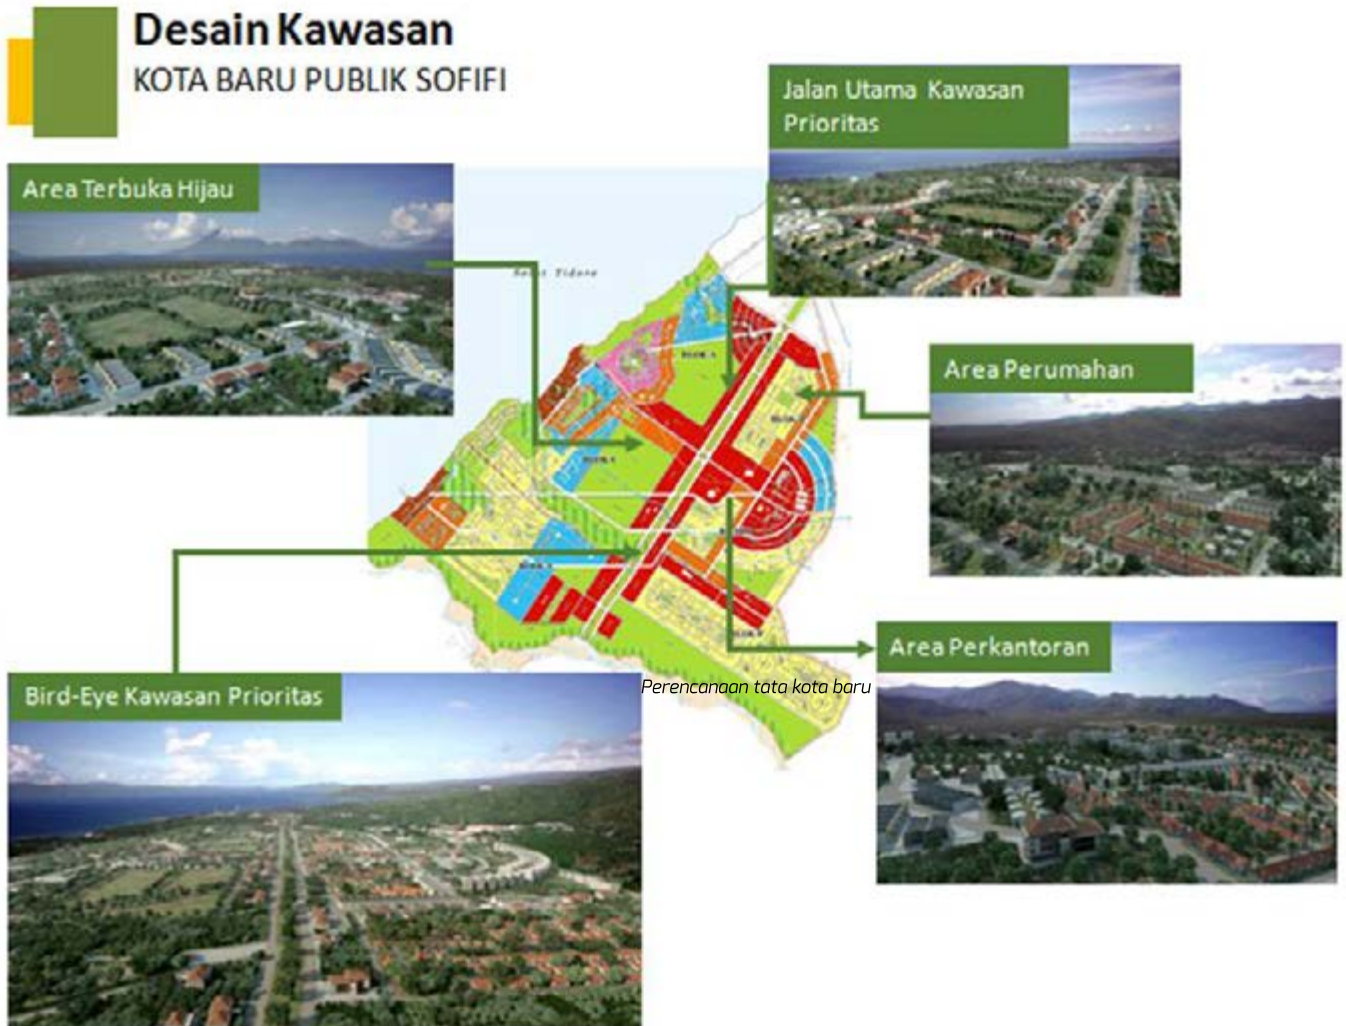 Desain Kawasan
KOTA BARU PUBLIK SOFIFI
Jalan Utama Kawasan
Prioritas
Area Terbuka Hijau
Area Perumahan
Area Perkantoran
Bird-Eye Kawasan Prioritas
Perencanaan tata kota baru